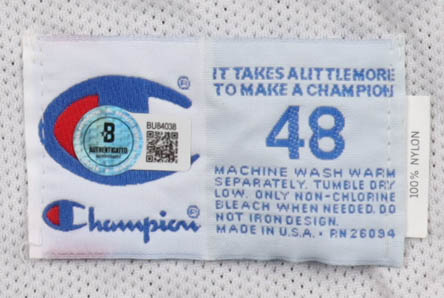 ®
BU84038
B
AUTHENTICATED
Champion®
IT TAKES A LITTLE MORE
TO MAKE A CHAMPION
48
MACHINE WASH WARM
SEPARATELY. TUMBLE DRY
LOW. ONLY NON-CHLORINE
BLEACH WHEN NEEDED. DO
NOT IRON DESIGN.
MADE IN U.S.A. • RN 26094
100% NYLON